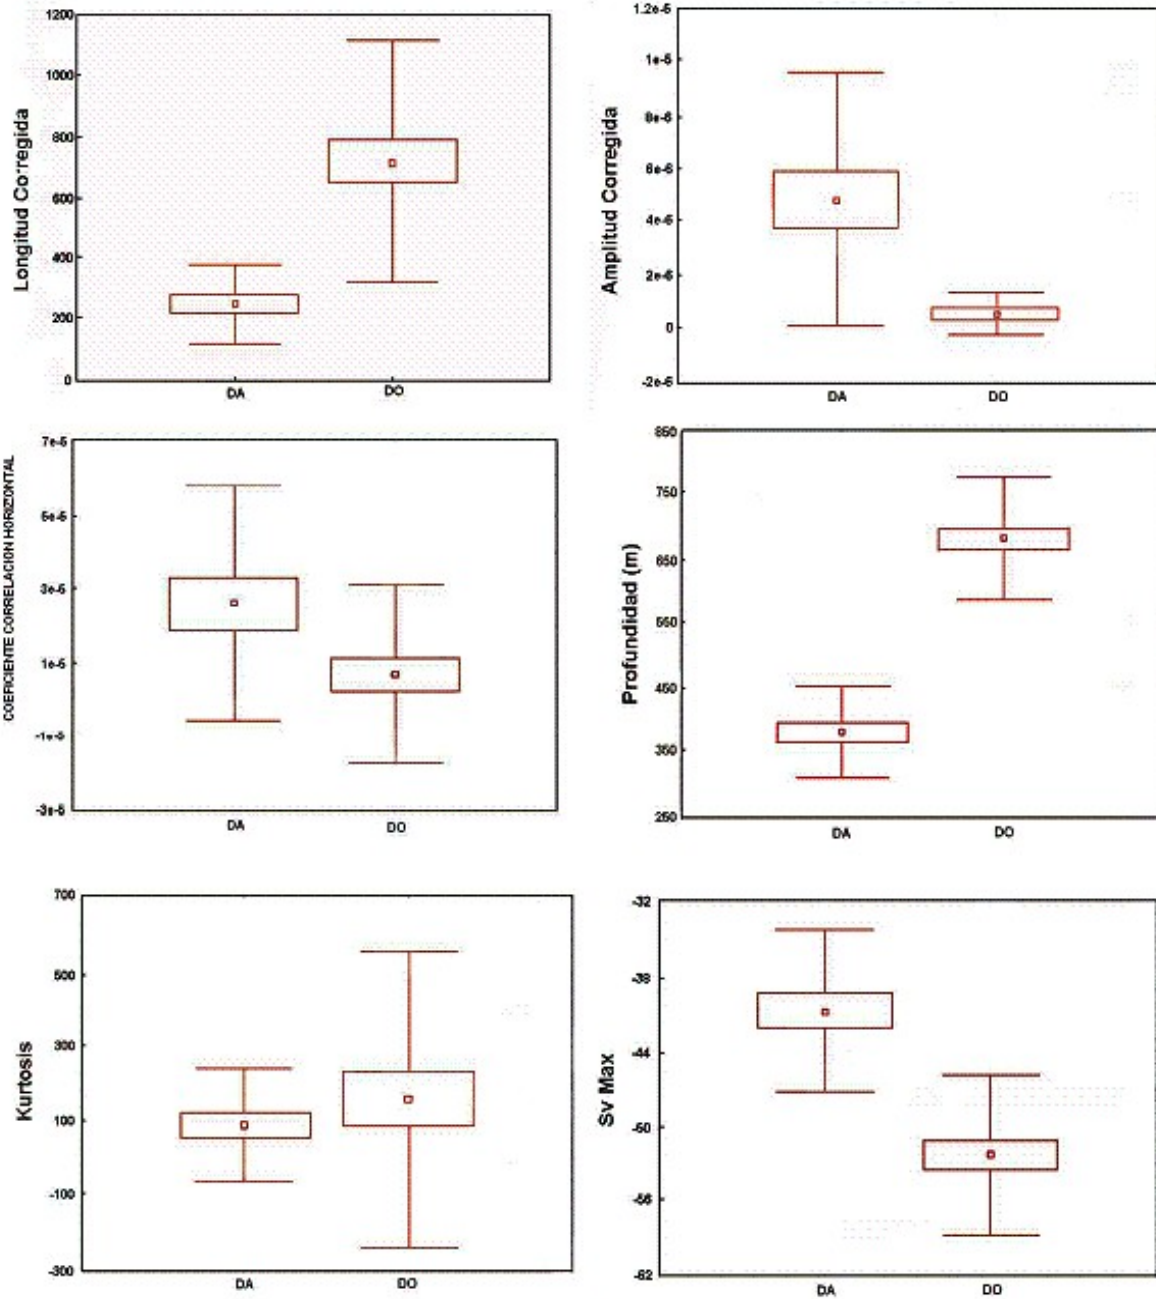 1200
1000
800
600
400
200
0
Longitud Corregida
DA
DO
1.2e-5
1e-5
8e-6
6e-6
4e-6
2e-6
0
-2e-6
Amplitud Corregida
DA
DO
7e-5
5e-5
3e-5
1e-5
-1e-5
-3e-5
COEFICIENTE CORRELACION HORIZONTAL
DA
DO
850
750
650
550
450
350
250
Profundidad (m)
DA
DO
700
500
300
100
-100
-300
Kurtosis
DA
DO
-32
-38
-44
-50
-56
-62
Sv Max
DA
DO